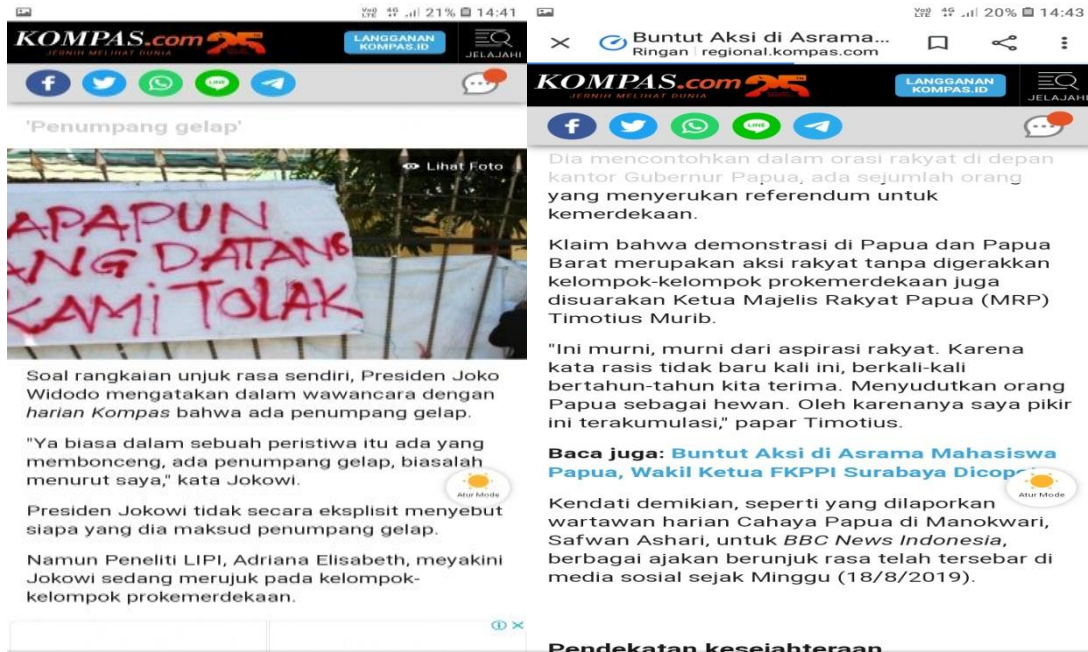 21% 14:41
KOMPAS.com 25
JERNIH MELIHAT DUNIA
LANGGANAN
KOMPAS.ID
JELAJAHI
LINE
'Penumpang gelap'
Lihat Foto
APAPUN
ANG DATANG
KAMI TOLAK
Soal rangkaian unjuk rasa sendiri, Presiden Joko
Widodo mengatakan dalam wawancara dengan
harian Kompas bahwa ada penumpang gelap.
"Ya biasa dalam sebuah peristiwa itu ada yang
membonceng, ada penumpang gelap, biasalah
menurut saya," kata Jokowi.
Atur Mode
Presiden Jokowi tidak secara eksplisit menyebut
siapa yang dia maksud penumpang gelap.
Namun Peneliti LIPI, Adriana Elisabeth, meyakini
Jokowi sedang merujuk pada kelompok-
kelompok prokemerdekaan.
20% 14:43
Buntut Aksi di Asrama...
Ringan regional.kompas.com
KOMPAS.com 25
JERNIH MELIHAT DUNIA
LANGGANAN
KOMPAS.ID
JELAJAHI
LINE
Dia mencontohkan dalam orasi rakyat di depan
kantor Gubernur Papua, ada sejumlah orang
yang menyerukan referendum untuk
kemerdekaan.
Klaim bahwa demonstrasi di Papua dan Papua
Barat merupakan aksi rakyat tanpa digerakkan
kelompok-kelompok prokemerdekaan juga
disuarakan Ketua Majelis Rakyat Papua (MRP)
Timotius Murib.
"Ini murni, murni dari aspirasi rakyat. Karena
kata rasis tidak baru kali ini, berkali-kali
bertahun-tahun kita terima. Menyudutkan orang
Papua sebagai hewan. Oleh karenanya saya pikir
ini terakumulasi," papar Timotius.
Baca juga: Buntut Aksi di Asrama Mahasiswa
Papua, Wakil Ketua FKPPI Surabaya Dicop
Atur Mode
Kendati demikian, seperti yang dilaporkan
wartawan harian Cahaya Papua di Manokwari,
Safwan Ashari, untuk BBC News Indonesia,
berbagai ajakan berunjuk rasa telah tersebar di
media sosial sejak Minggu (18/8/2019).
Pendekatan kesejahteraan